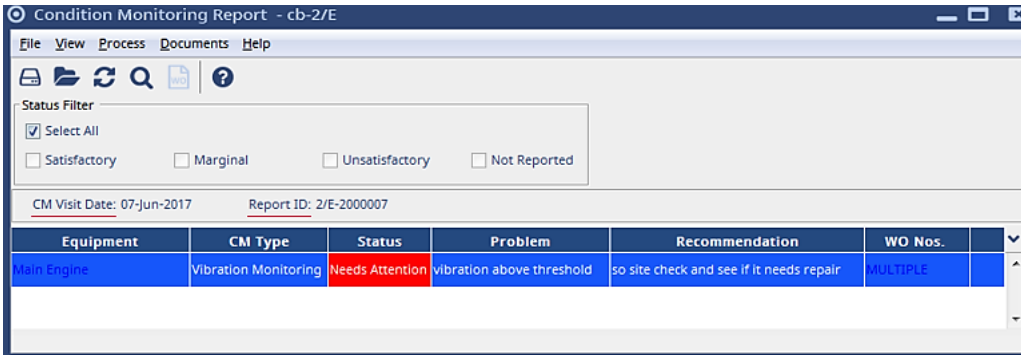 Condition Monitoring Report - cb-2/E
File View Process Documents Help
WO
Status Filter
Select All
Satisfactory Marginal Unsatisfactory Not Reported
CM Visit Date: 07-Jun-2017 Report ID: 2/E-2000007
Equipment CM Type Status Problem Recommendation WO Nos.
Main Engine Vibration Monitoring Needs Attention vibration above threshold so site check and see if it needs repair MULTIPLE